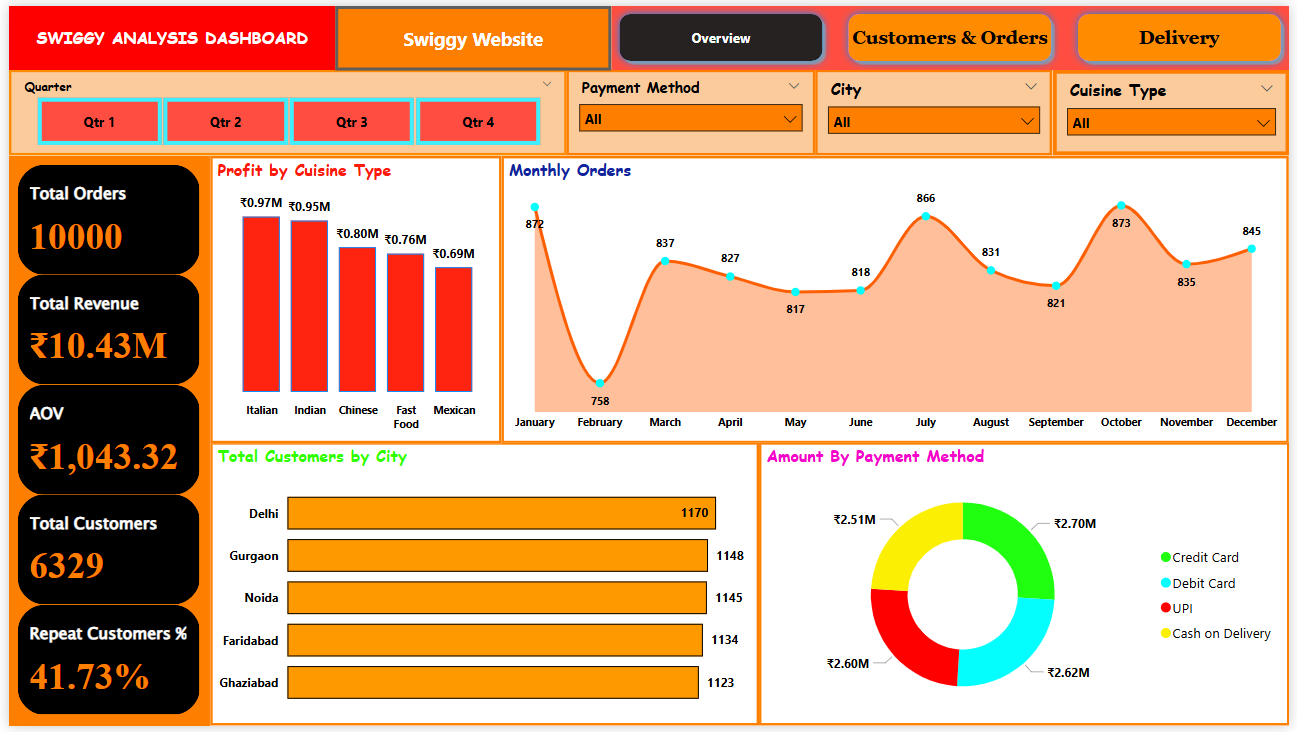 SWIGGY ANALYSIS DASHBOARD
Swiggy Website
Overview
Customers & Orders
Delivery
Quarter
Qtr 1
Qtr 2
Qtr 3
Qtr 4
Payment Method
All
City
All
Cuisine Type
All
Total Orders
10000
Total Revenue
₹10.43M
AOV
₹1,043.32
Total Customers
6329
Repeat Customers %
41.73%
Profit by Cuisine Type
₹0.97M
₹0.95M
₹0.80M
₹0.76M
₹0.69M
Italian
Indian
Chinese
Fast
Food
Mexican
Monthly Orders
872
758
837
827
817
818
866
831
821
873
835
845
January
February
March
April
May
June
July
August
September
October
November
December
Total Customers by City
Delhi
1170
Gurgaon
1148
Noida
1145
Faridabad
1134
Ghaziabad
1123
Amount By Payment Method
₹2.51M
₹2.70M
₹2.60M
₹2.62M
Credit Card
Debit Card
UPI
Cash on Delivery